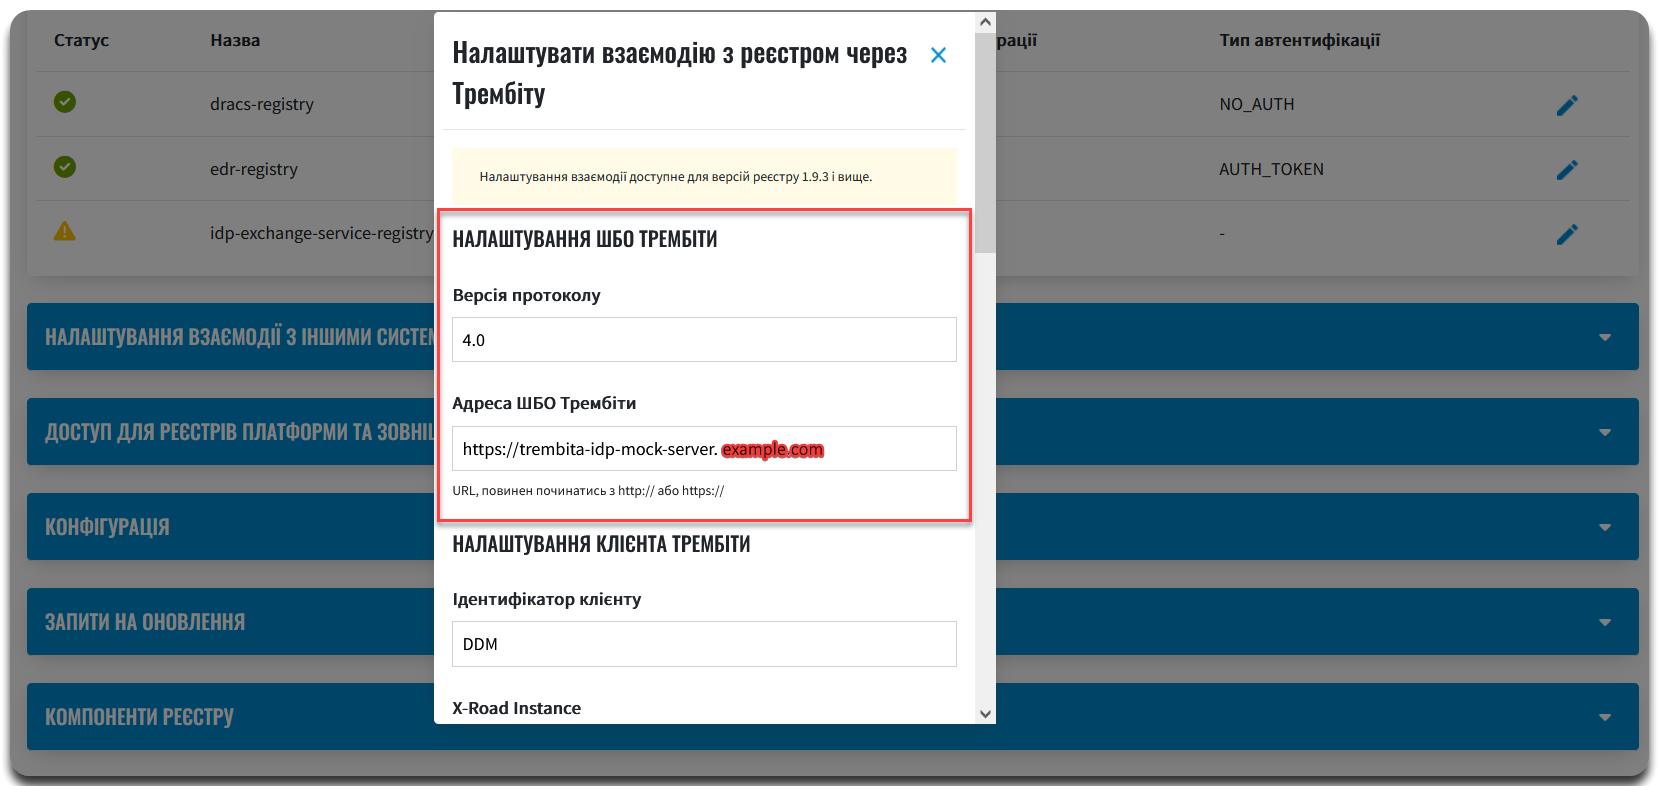 Статус Назва рації Тип автентифікації
dracs-registry NO_AUTH
edr-registry AUTH_TOKEN
idp-exchange-service-registry -
НАЛАШТУВАННЯ ВЗАЄМОДІЇ З ІНШИМИ СИСТЕМ
ДОСТУП ДЛЯ РЕЄСТРІВ ПЛАТФОРМИ ТА ЗОВНІШ
КОНФІГУРАЦІЯ
ЗАПИТИ НА ОНОВЛЕННЯ
КОМПОНЕНТИ РЕЄСТРУ
Налаштувати взаємодію з реєстром через
Трембіту
Налаштування взаємодії доступне для версій реєстру 1.9.3 і вище.
НАЛАШТУВАННЯ ШБО ТРЕМБІТИ
Версія протоколу
4.0
Адреса ШБО Трембіти
https://trembita-idp-mock-server. example.com
URL, повинен починатись з http:// або https://
НАЛАШТУВАННЯ КЛІЄНТА ТРЕМБІТИ
Ідентифікатор клієнту
DDM
X-Road Instance